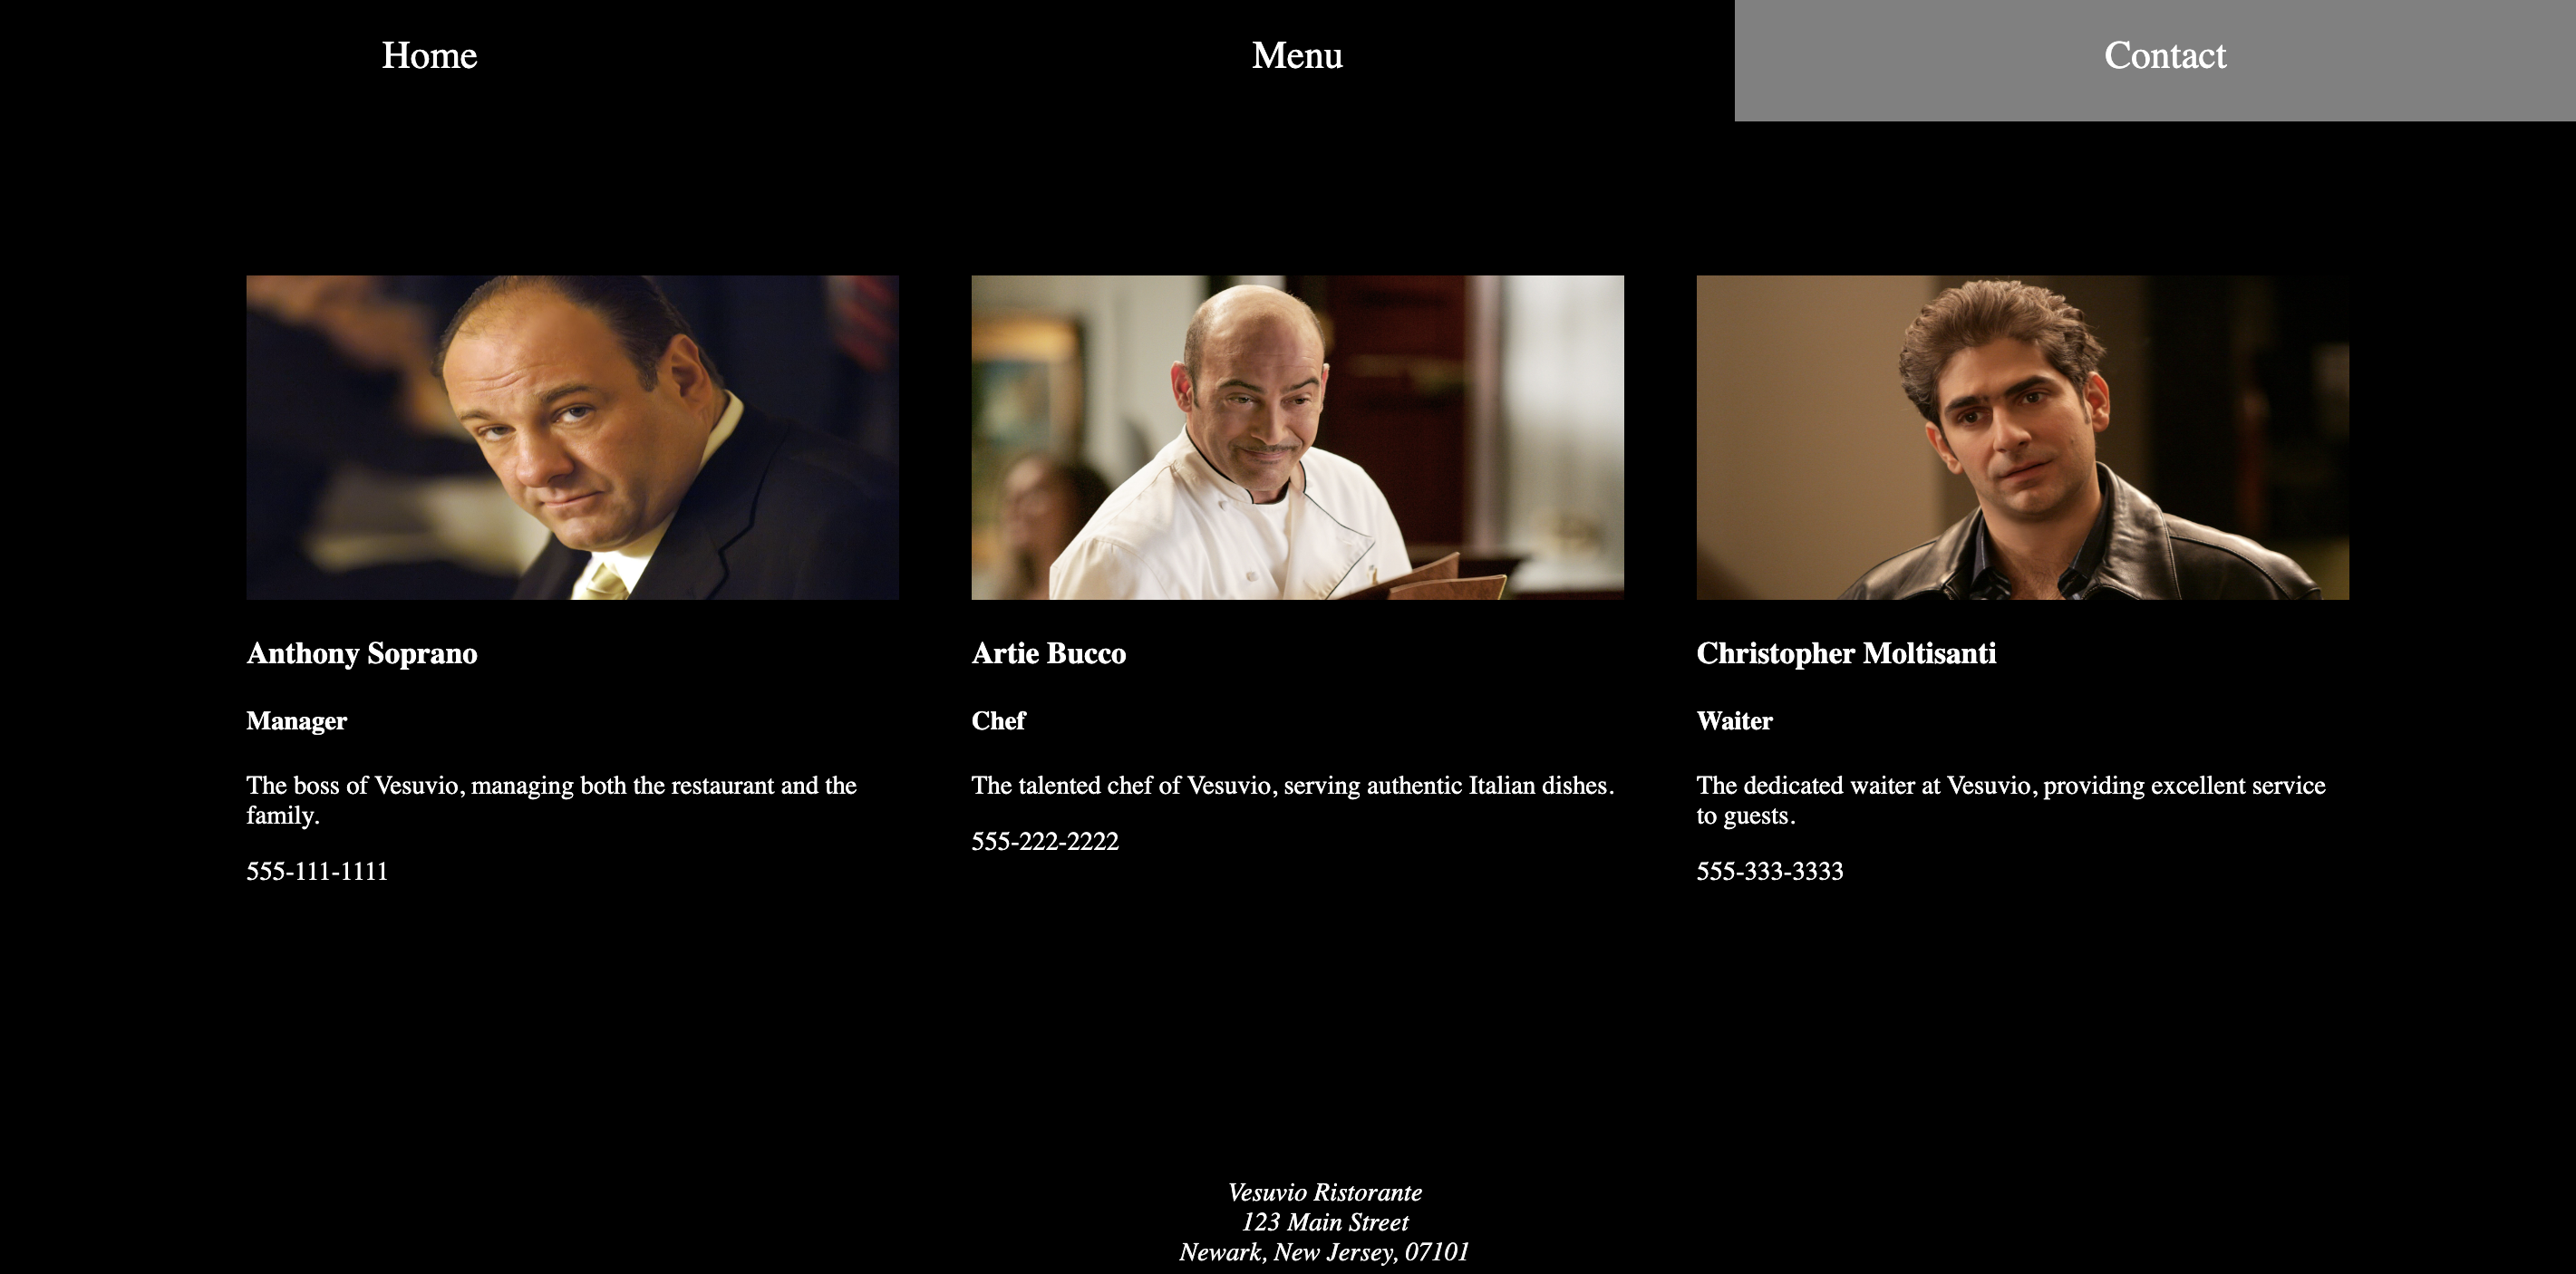 Home
Menu
Contact
Anthony Soprano
Manager
The boss of Vesuvio, managing both the restaurant and the
family.
555-111-1111
Artie Bucco
Chef
The talented chef of Vesuvio, serving authentic Italian dishes.
555-222-2222
Christopher Moltisanti
Waiter
The dedicated waiter at Vesuvio, providing excellent service
to guests.
555-333-3333
Vesuvio Ristorante
123 Main Street
Newark, New Jersey, 07101